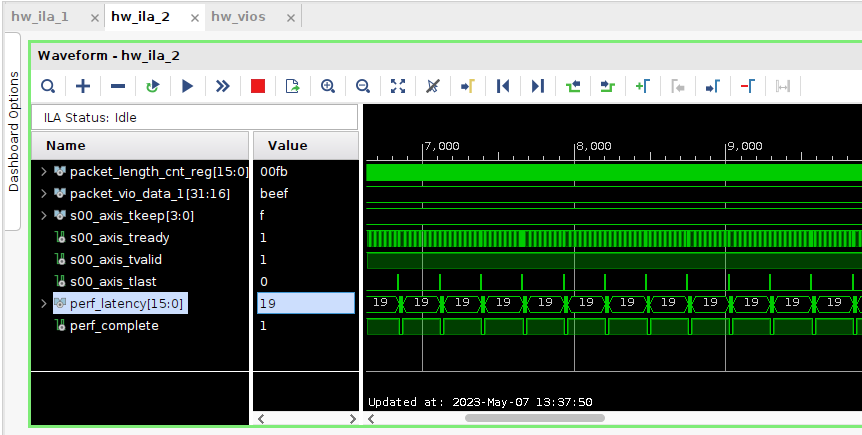 hw_ila_1 × hw_ila_2 × hw_vios ×
Dashboard Options
Waveform - hw_ila_2
ILA Status: Idle
Name Value
7,000 8,000 9,000
packet_length_cnt_reg[15:0] 00fb
packet_vio_data_1[31:16] beef
s00_axis_tkeep[3:0] f
s00_axis_tready 1
s00_axis_tvalid 1
s00_axis_tlast 0
perf_latency[15:0] 19 19 19 19 19 19 19 19 19 19 19 19 19
perf_complete 1
Updated at: 2023-May-07 13:37:50